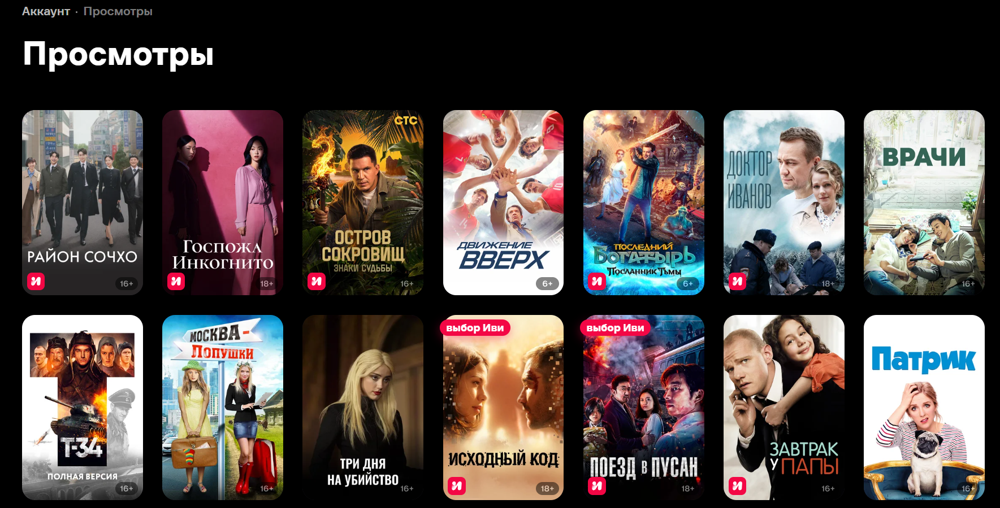 Аккаунт · Просмотры
Просмотры
РАЙОН СОЧХО
16+
Госпожа
Инкогнито
18+
СТС
ОСТРОВ
СОКРОВИЩ
ЗНАКИ СУДЬБЫ
16+
ДВИЖЕНИЕ
ВВЕРХ
6+
ПОСЛЕДНИЙ
БОГАТЫРЬ
Посланник Тьмы
6+
ДОКТОР
ИВАНОВ
18+
ВРАЧИ
16+
Т-34
ПОЛНАЯ ВЕРСИЯ
16+
МОСКВА-
ЛОПУШКИ
16+
ТРИ ДНЯ
НА УБИЙСТВО
16+
выбор Иви
ИСХОДНЫЙ КОД
18+
выбор Иви
ПОЕЗД В ПУСАН
18+
ЗАВТРАК
У ПАПЫ
16+
Патрик
16+